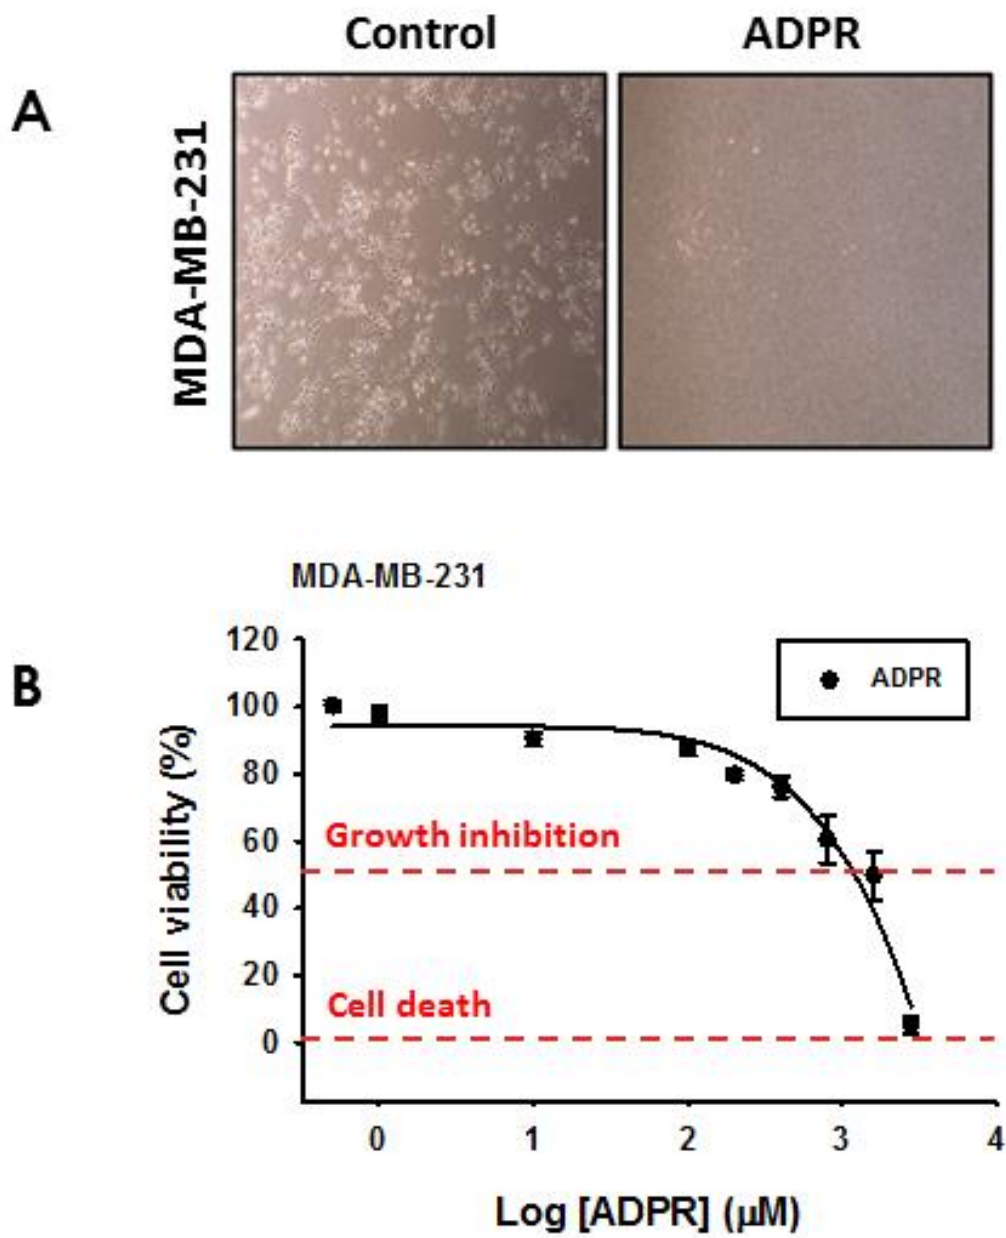 Control ADPR
A
MDA-MB-231
MDA-MB-231
B
120
100
80
60
40
20
0
Cell viability (%)
ADPR
Growth inhibition
Cell death
0 1 2 3 4
Log [ADPR] (μM)